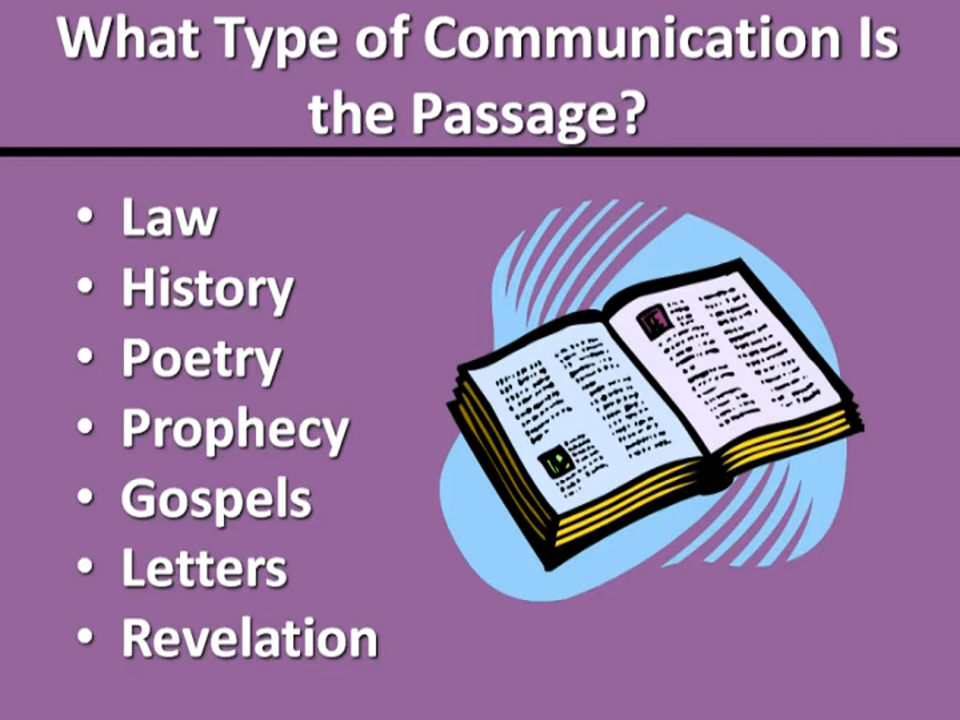 What Type of Communication Is
the Passage?
• Law
• History
• Poetry
• Prophecy
• Gospels
• Letters
• Revelation